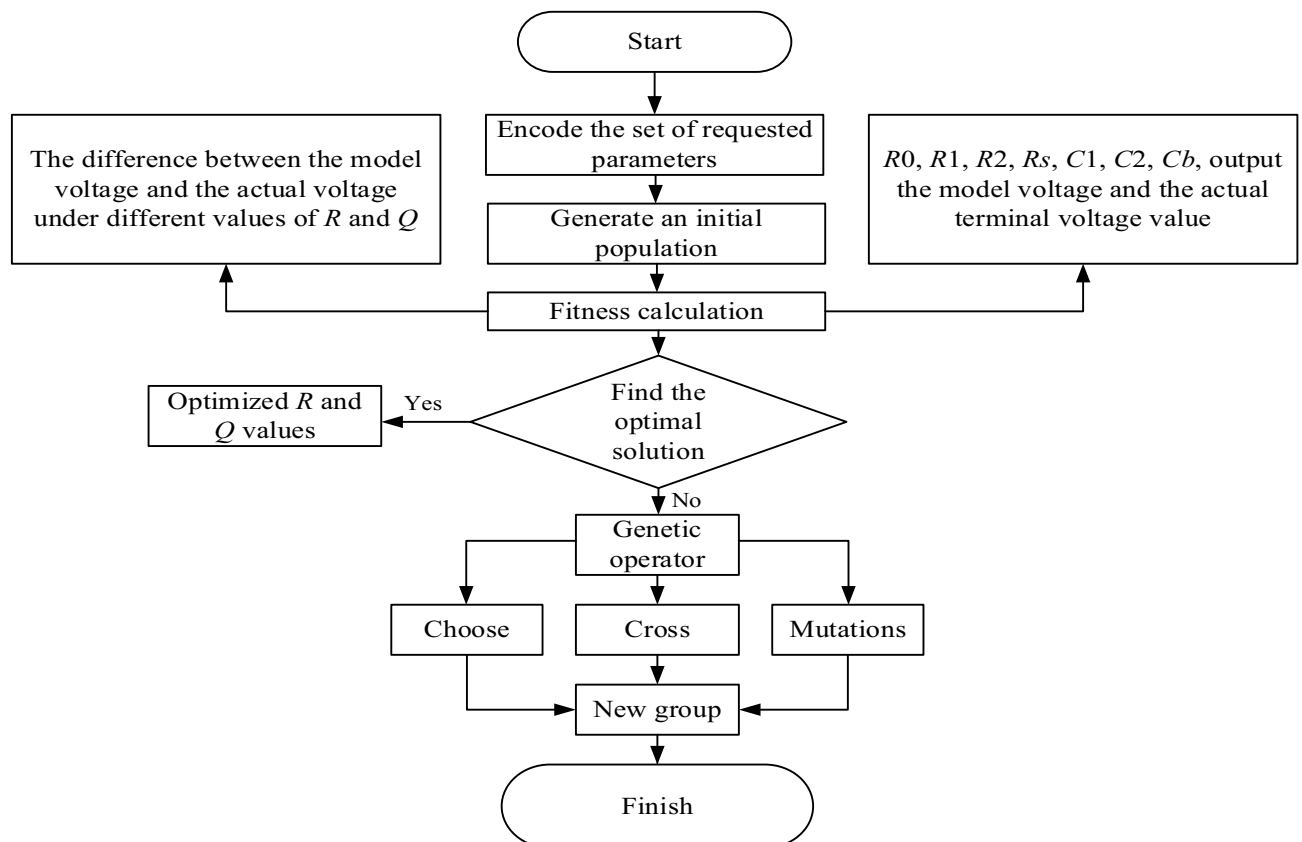 Start
Encode the set of requested
parameters
The difference between the model
voltage and the actual voltage
under different values of R and Q
R0, R1, R2, Rs, C1, C2, Cb, output
the model voltage and the actual
terminal voltage value
Generate an initial
population
Fitness calculation
Find the
optimal
solution
Yes
Optimized R and
Q values
No
Genetic
operator
Choose
Cross
Mutations
New group
Finish